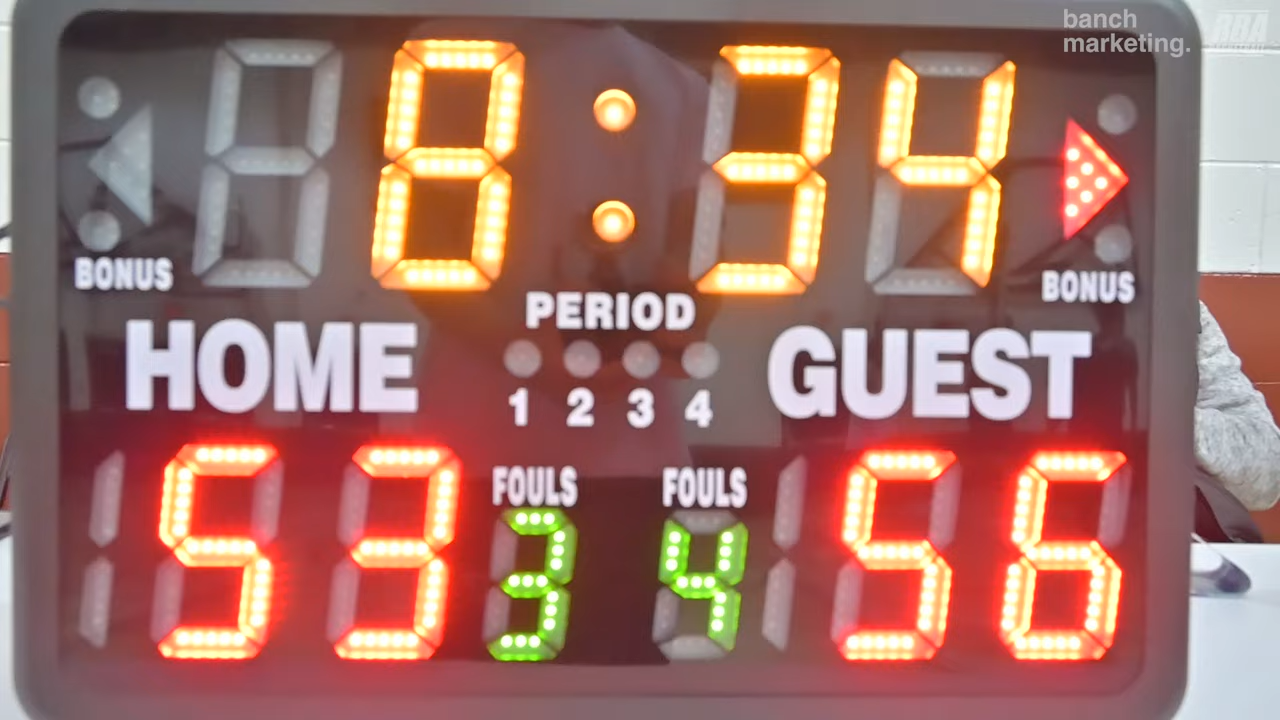 banch
marketing.
8:34
BONUS
BONUS
PERIOD
HOME
GUEST
1 2 3 4
FOULS
FOULS
53
3
4
56